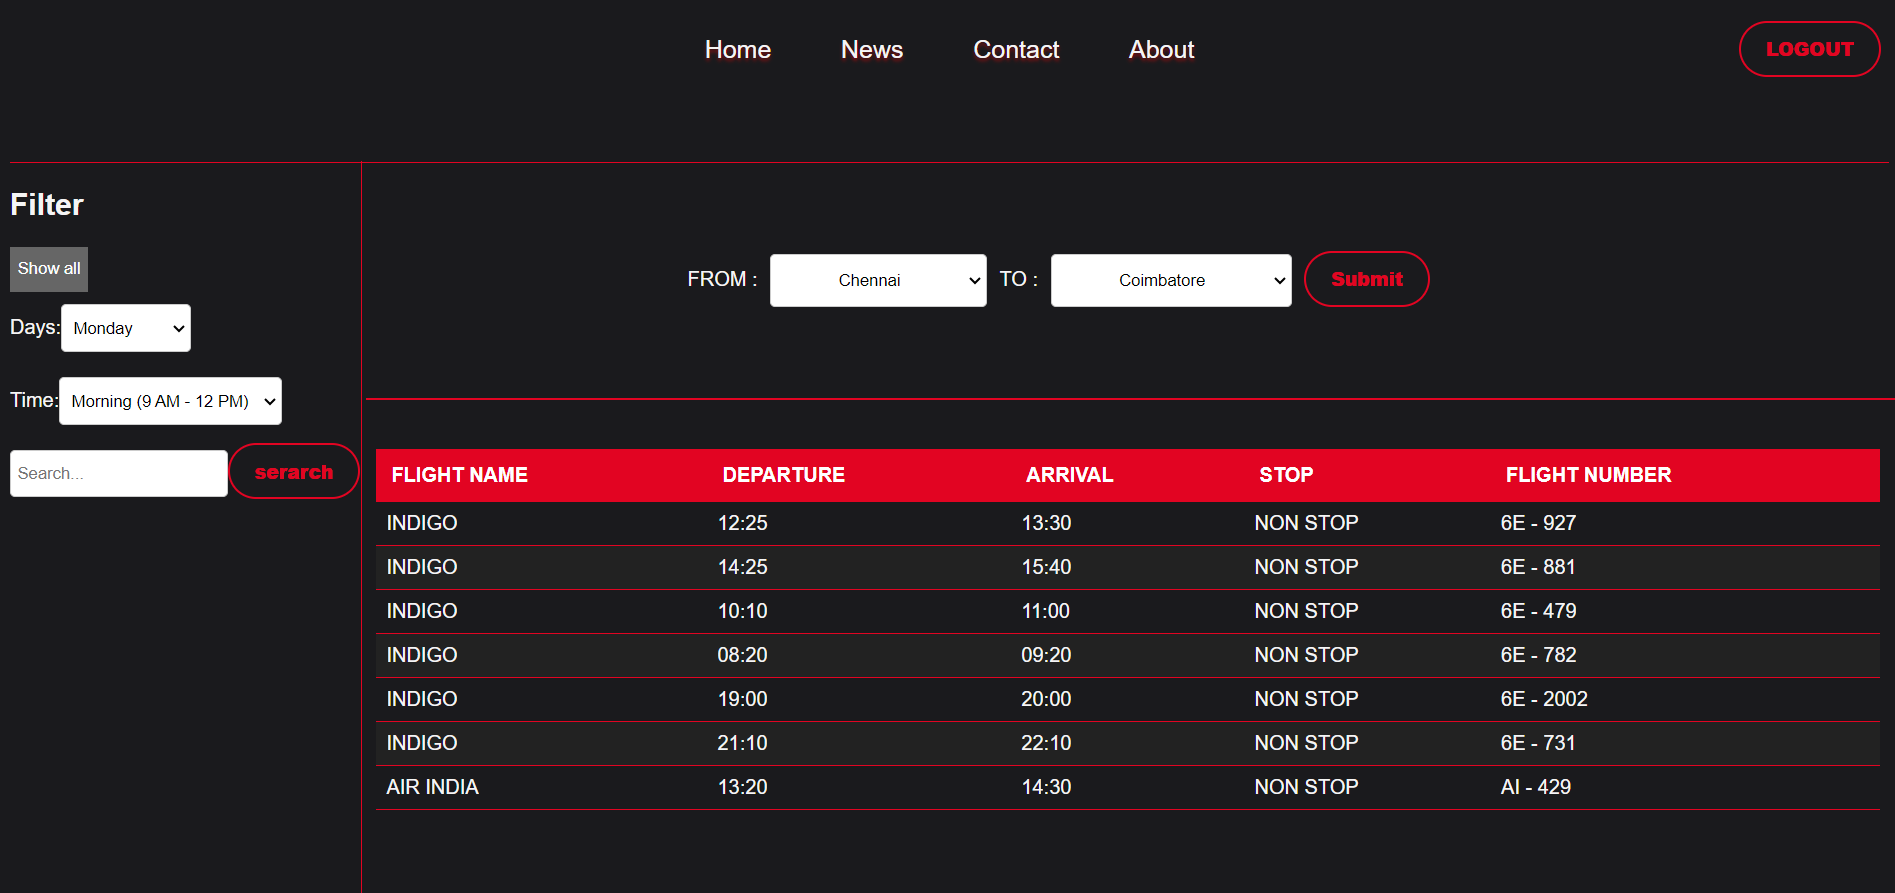 Home News Contact About LOGOUT
Filter
Show all
Days: Monday
Time: Morning (9 AM - 12 PM)
Search... serarch
FROM : Chennai TO : Coimbatore Submit
FLIGHT NAME DEPARTURE ARRIVAL STOP FLIGHT NUMBER
INDIGO 12:25 13:30 NON STOP 6E - 927
INDIGO 14:25 15:40 NON STOP 6E - 881
INDIGO 10:10 11:00 NON STOP 6E - 479
INDIGO 08:20 09:20 NON STOP 6E - 782
INDIGO 19:00 20:00 NON STOP 6E - 2002
INDIGO 21:10 22:10 NON STOP 6E - 731
AIR INDIA 13:20 14:30 NON STOP AI - 429